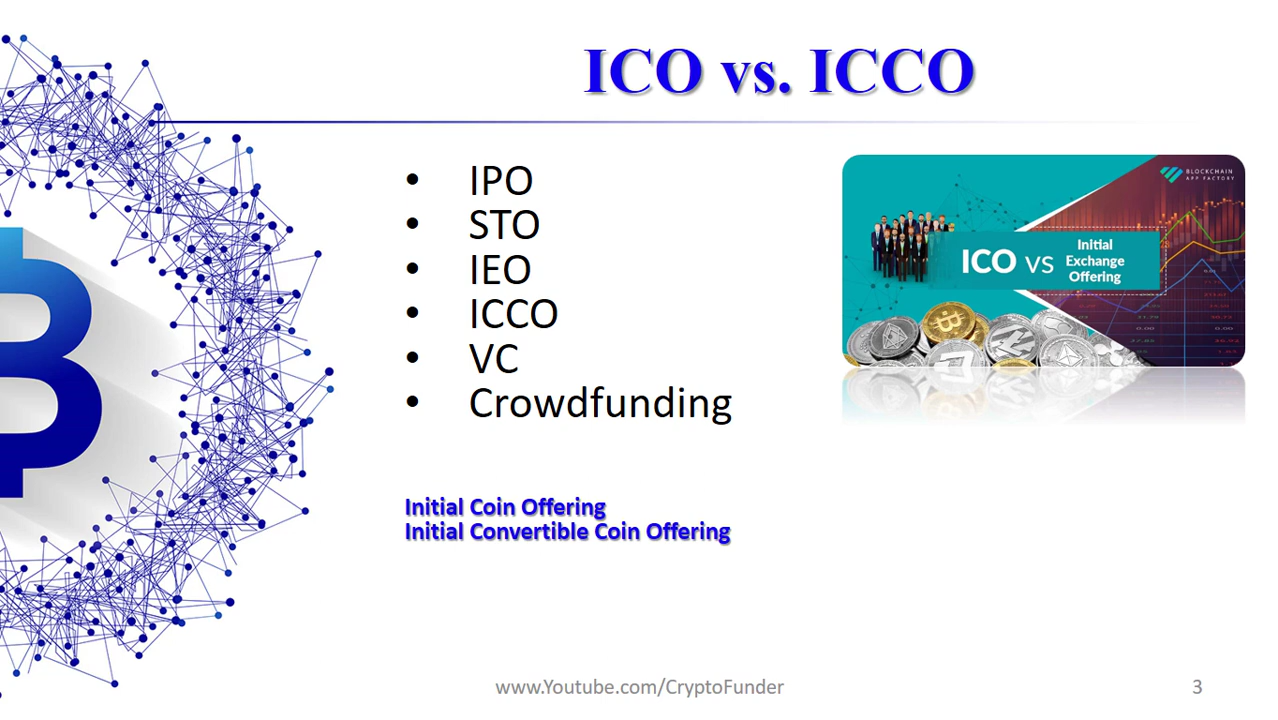 ICO vs. ICCO
• IPO
• STO
• IEO
• ICCO
• VC
• Crowdfunding
BLOCKCHAIN
APP FACTORY
ICO VS Initial
Exchange
Offering
Initial Coin Offering
Initial Convertible Coin Offering
www.Youtube.com/CryptoFunder
3